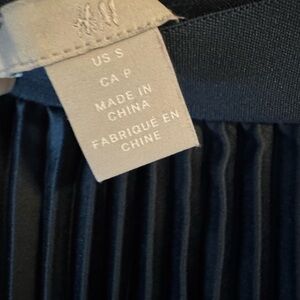 H&M
US S
CA P
MADE IN
CHINA
FABRIQUÉ EN
CHINE